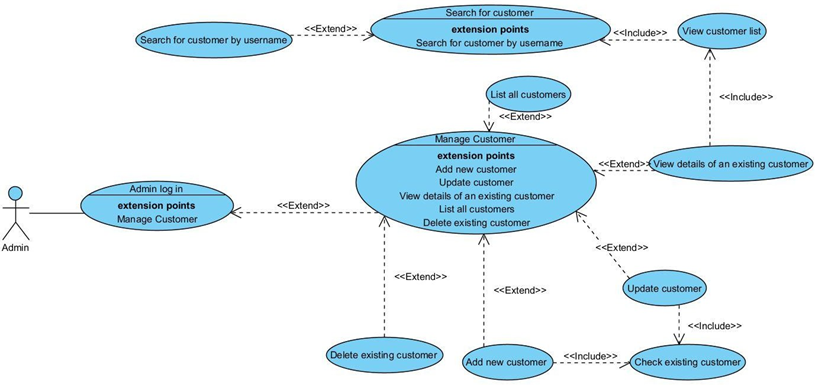 Search for customer
extension points
Search for customer by username
Search for customer by username
<<Extend>>
<<Include>>
View customer list
<<Include>>
List all customers
<<Extend>>
Manage Customer
extension points
Add new customer
Update customer
View details of an existing customer
List all customers
Delete existing customer
<<Extend>>
View details of an existing customer
Admin log in
extension points
Manage Customer
<<Extend>>
Admin
<<Extend>>
<<Extend>>
<<Extend>>
Update customer
<<Include>>
Delete existing customer
Add new customer
<<Include>>
Check existing customer